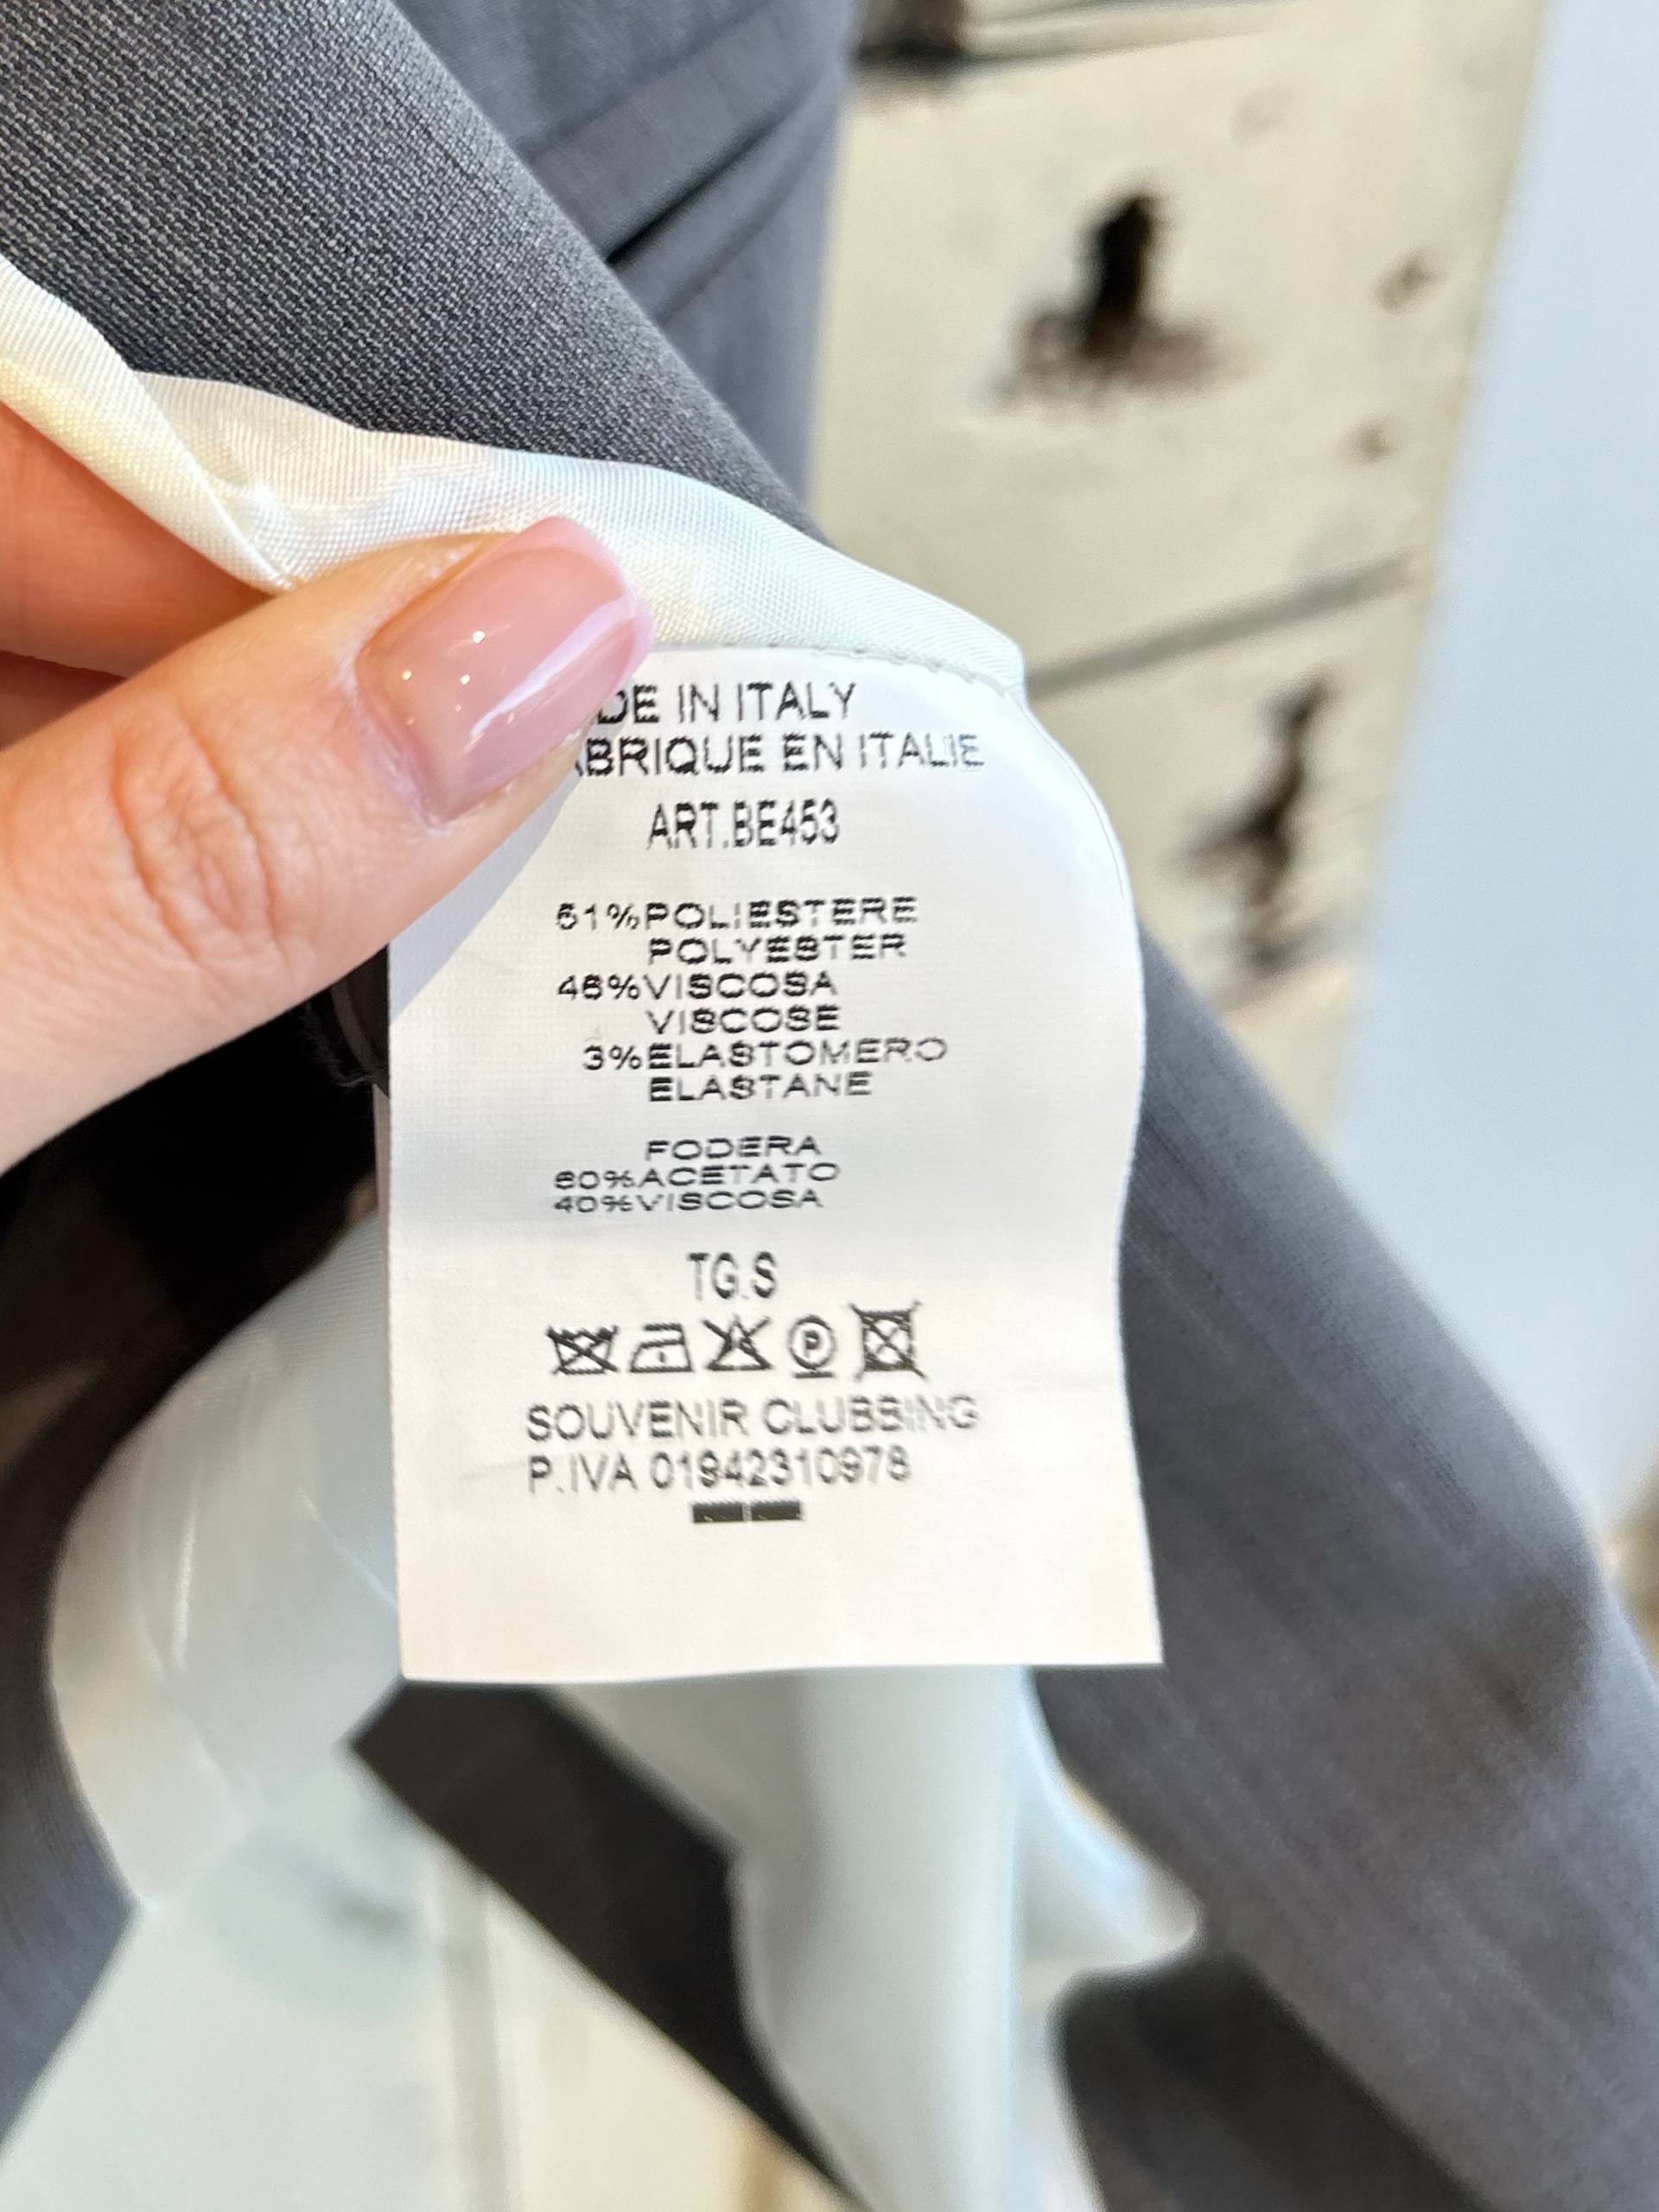 DE IN ITALY
ABRIQUE EN ITALIE
ART.BE453
51%POLIESTERE
POLYESTER
46%VISCOSA
VISCOSE
3%ELASTOMERO
ELASTANE
FODERA
60%ACETATO
40%VISCOSA
TG.S
P
SOUVENIR CLUBBING
P.IVA 01942310978